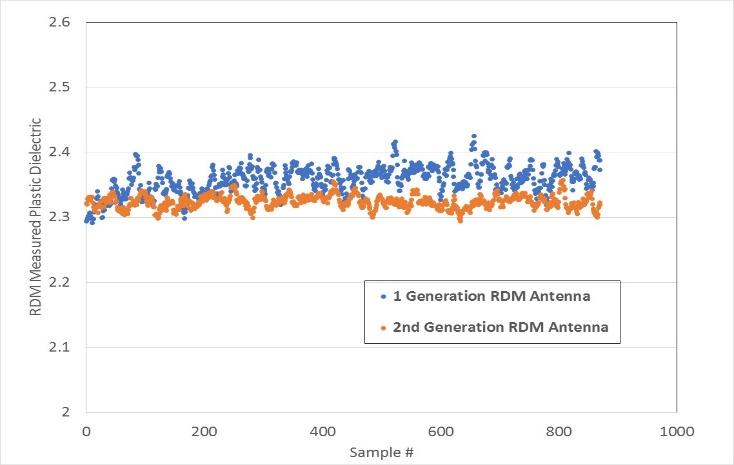 2.6
2.5
2.4
2.3
2.2
2.1
2
RDM Measured Plastic Dielectric
1 Generation RDM Antenna
2nd Generation RDM Antenna
0 200 400 600 800 1000
Sample #